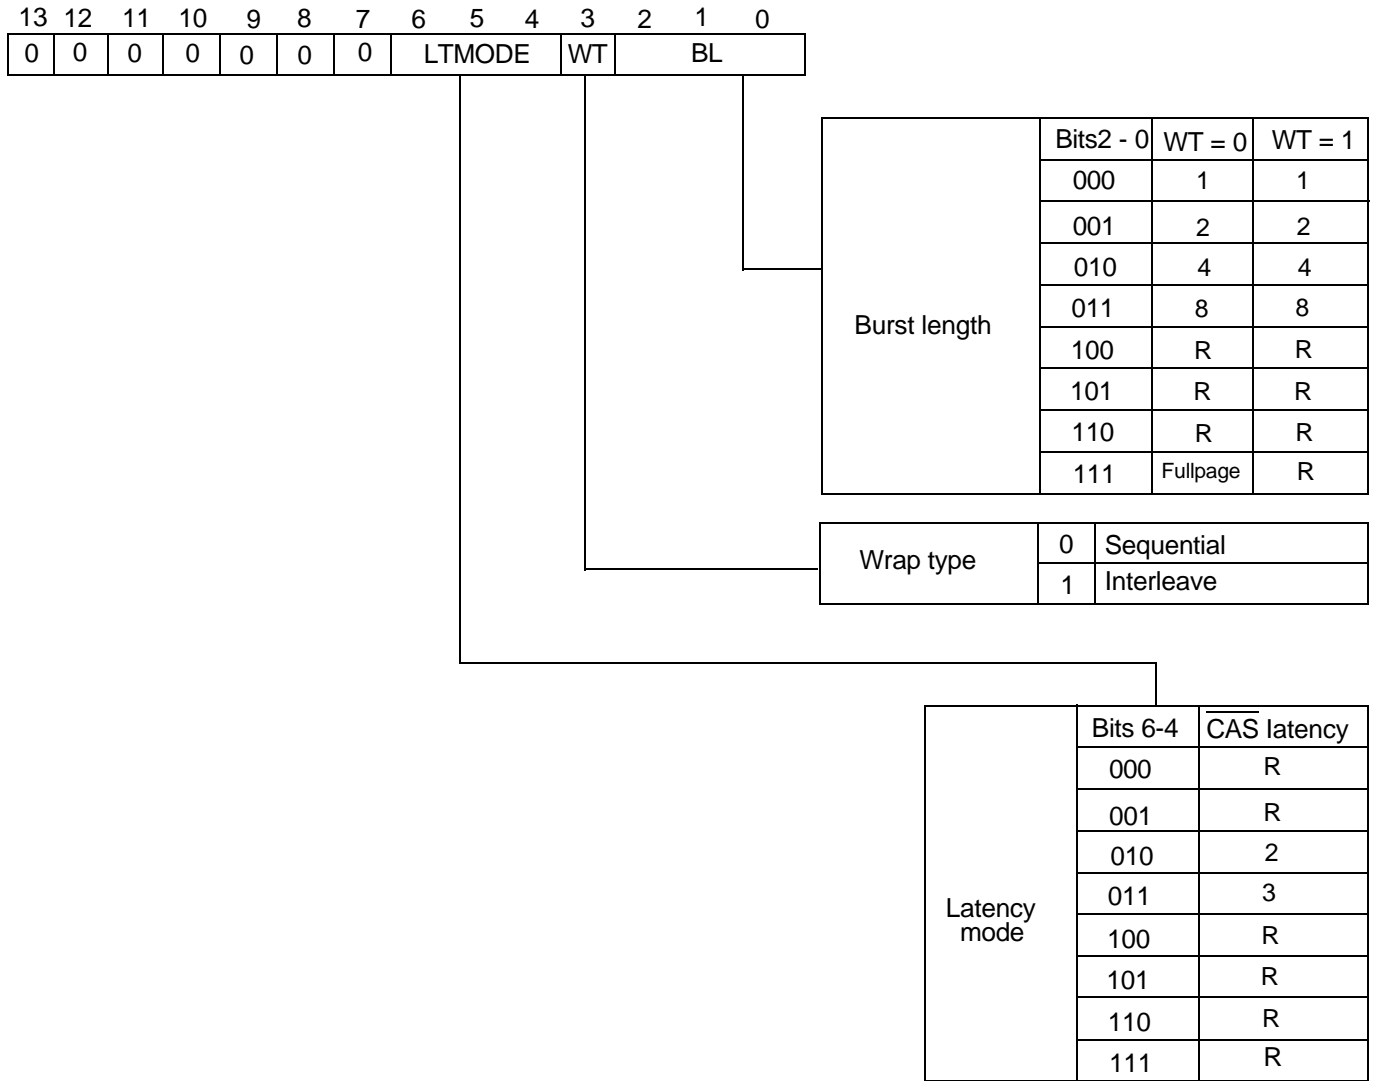 13 12 11 10 9 8 7 6 5 4 3 2 1 0
0 0 0 0 0 0 0 LTMODE WT BL
Burst length
Bits2 - 0 WT = 0 WT = 1
000 1 1
001 2 2
010 4 4
011 8 8
100 R R
101 R R
110 R R
111 Fullpage R
Wrap type
0 Sequential
1 Interleave
Latency
mode
Bits 6-4 CAS latency
000 R
001 R
010 2
011 3
100 R
101 R
110 R
111 R